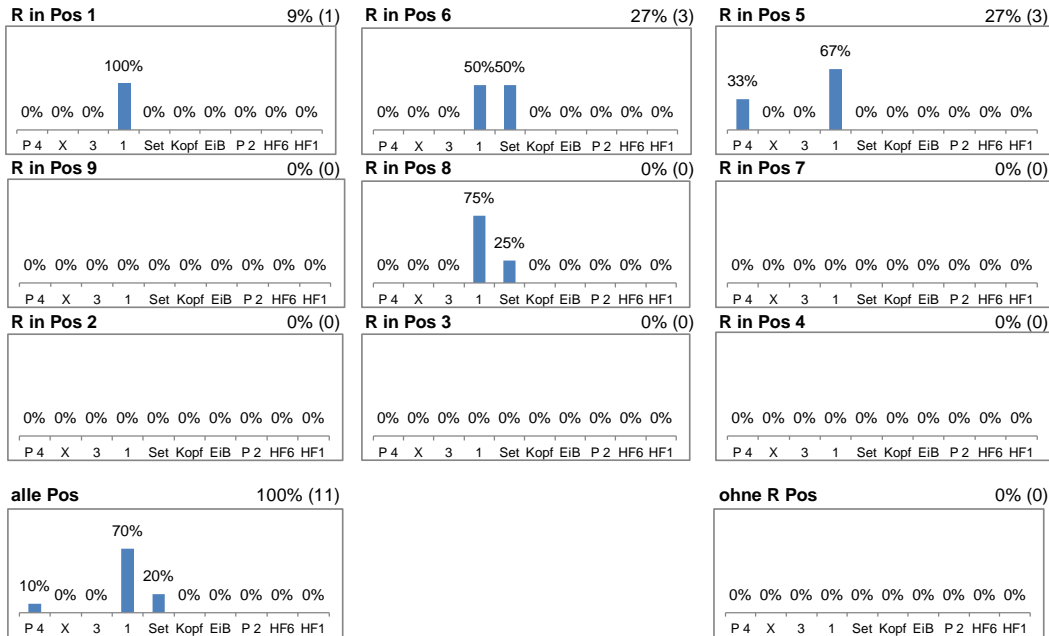 R in Pos 1 9% (1)
100%
0% 0% 0% 0% 0% 0% 0% 0% 0%
P 4 X 3 1 Set Kopf EiB P 2 HF6 HF1
R in Pos 6 27% (3)
50% 50%
0% 0% 0% 0% 0% 0% 0% 0%
P 4 X 3 1 Set Kopf EiB P 2 HF6 HF1
R in Pos 5 27% (3)
67%
33%
0% 0% 0% 0% 0% 0% 0% 0%
P 4 X 3 1 Set Kopf EiB P 2 HF6 HF1
R in Pos 9 0% (0)
0% 0% 0% 0% 0% 0% 0% 0% 0% 0%
P 4 X 3 1 Set Kopf EiB P 2 HF6 HF1
R in Pos 8 0% (0)
75%
25%
0% 0% 0% 0% 0% 0% 0% 0%
P 4 X 3 1 Set Kopf EiB P 2 HF6 HF1
R in Pos 7 0% (0)
0% 0% 0% 0% 0% 0% 0% 0% 0% 0%
P 4 X 3 1 Set Kopf EiB P 2 HF6 HF1
R in Pos 2 0% (0)
0% 0% 0% 0% 0% 0% 0% 0% 0% 0%
P 4 X 3 1 Set Kopf EiB P 2 HF6 HF1
R in Pos 3 0% (0)
0% 0% 0% 0% 0% 0% 0% 0% 0% 0%
P 4 X 3 1 Set Kopf EiB P 2 HF6 HF1
R in Pos 4 0% (0)
0% 0% 0% 0% 0% 0% 0% 0% 0% 0%
P 4 X 3 1 Set Kopf EiB P 2 HF6 HF1
alle Pos 100% (11)
70%
20%
10% 0% 0% 0% 0% 0% 0% 0%
P 4 X 3 1 Set Kopf EiB P 2 HF6 HF1
ohne R Pos 0% (0)
0% 0% 0% 0% 0% 0% 0% 0% 0% 0%
P 4 X 3 1 Set Kopf EiB P 2 HF6 HF1